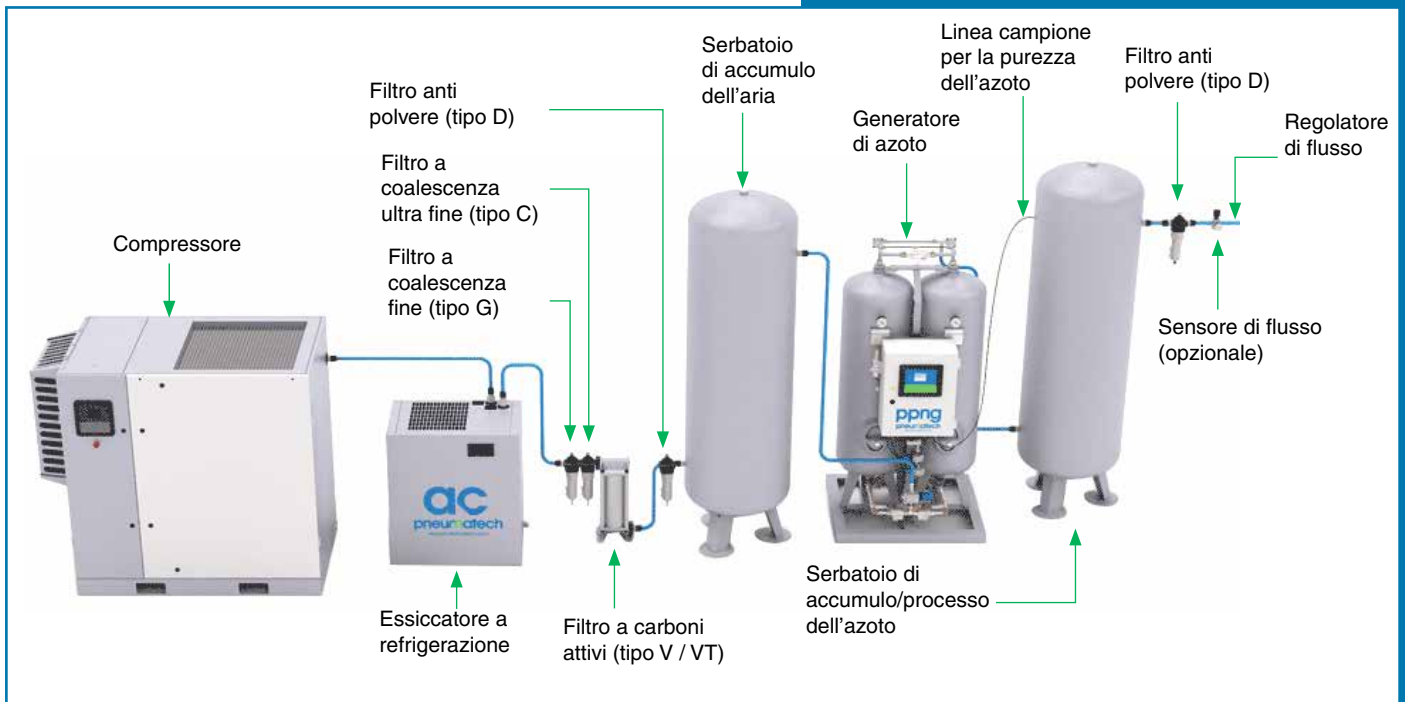 Serbatoio
di accumulo
dell'aria
Linea campione
per la purezza
dell'azoto
Filtro anti
polvere (tipo D)
Filtro anti
polvere (tipo D)
Generatore
di azoto
Regolatore
di flusso
Filtro a
coalescenza
ultra fine (tipo C)
Compressore
Filtro a
coalescenza
fine (tipo G)
Sensore di flusso
(opzionale)
ppng
pneumatech
ac
pneumatech
Essiccatore a
refrigerazione
Filtro a carboni
attivi (tipo V / VT)
Serbatoio di
accumulo/processo
dell'azoto